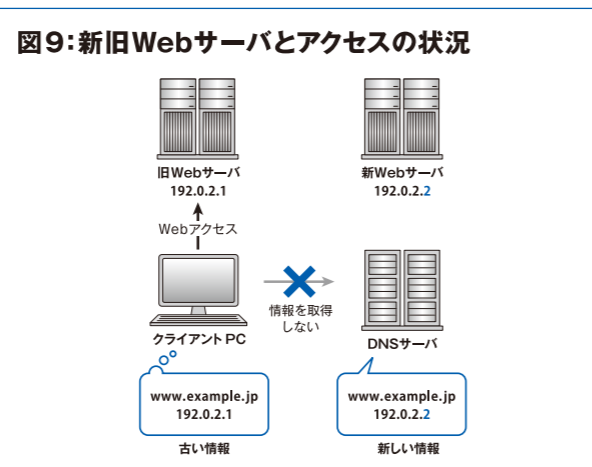 図9：新旧Webサーバとアクセスの状況
旧Webサーバ
192.0.2.1
新Webサーバ
192.0.2.2
Webアクセス
情報を取得
しない
クライアントPC
DNSサーバ
www.example.jp
192.0.2.1
www.example.jp
192.0.2.2
古い情報
新しい情報